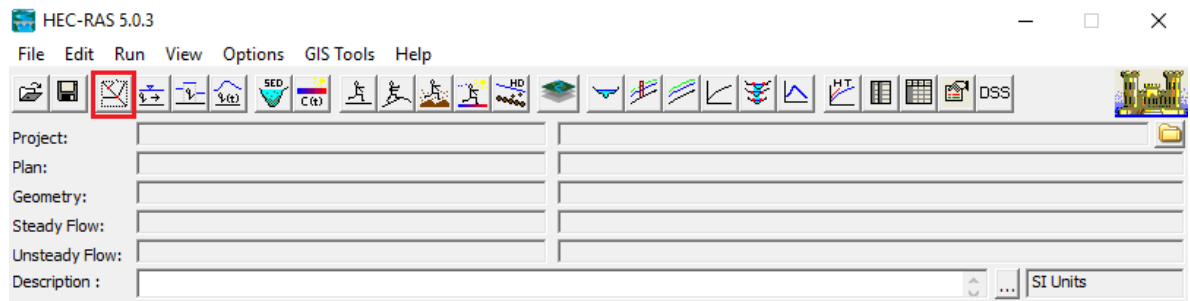 HEC-RAS 5.0.3
File Edit Run View Options GIS Tools Help
SED C(t) HD HT DSS
Project:
Plan:
Geometry:
Steady Flow:
Unsteady Flow:
Description : ... SI Units